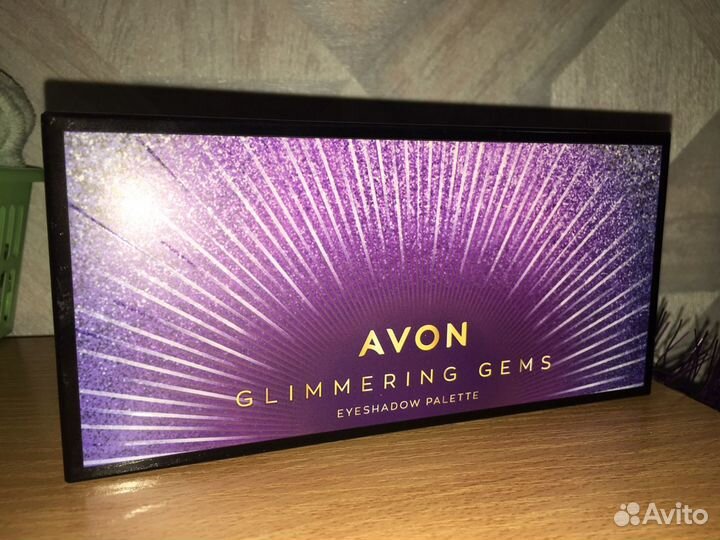 AVON
GLIMMERING GEMS
EYESHADOW PALETTE
Avito